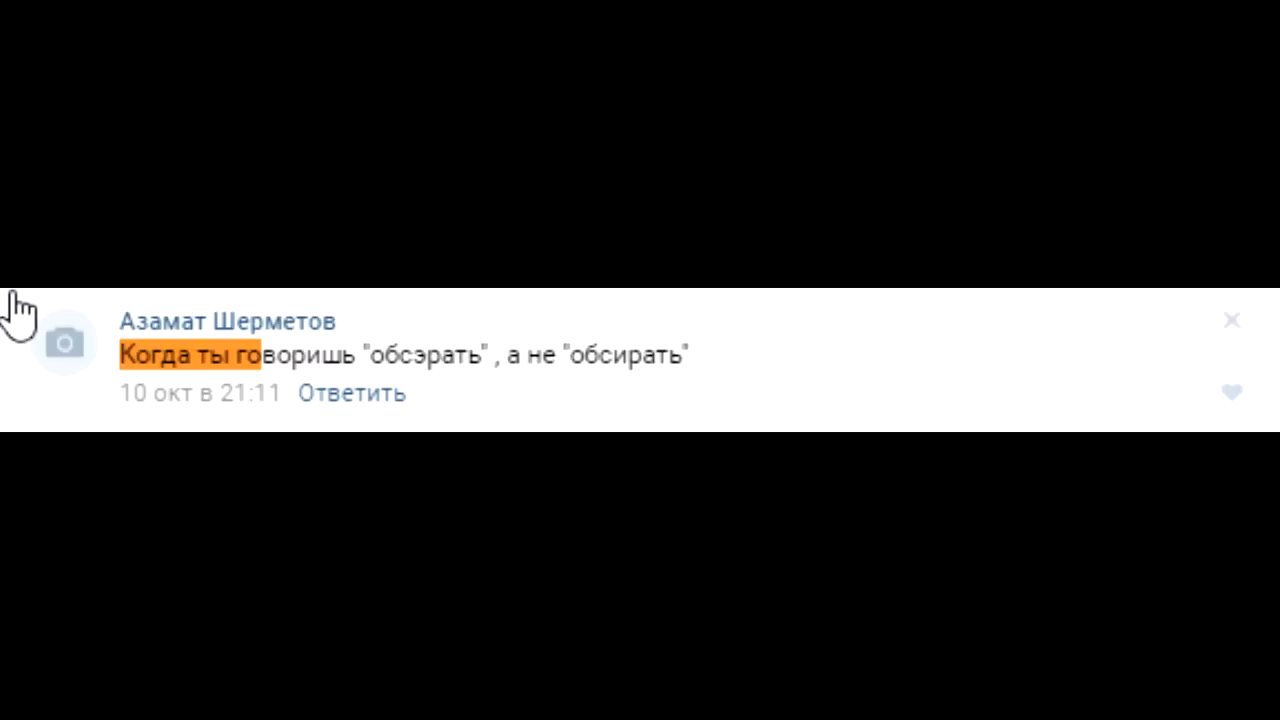 Азамат Шерметов
Когда ты говоришь "обсэрать" , а не "обсирать"
10 окт в 21:11 Ответить